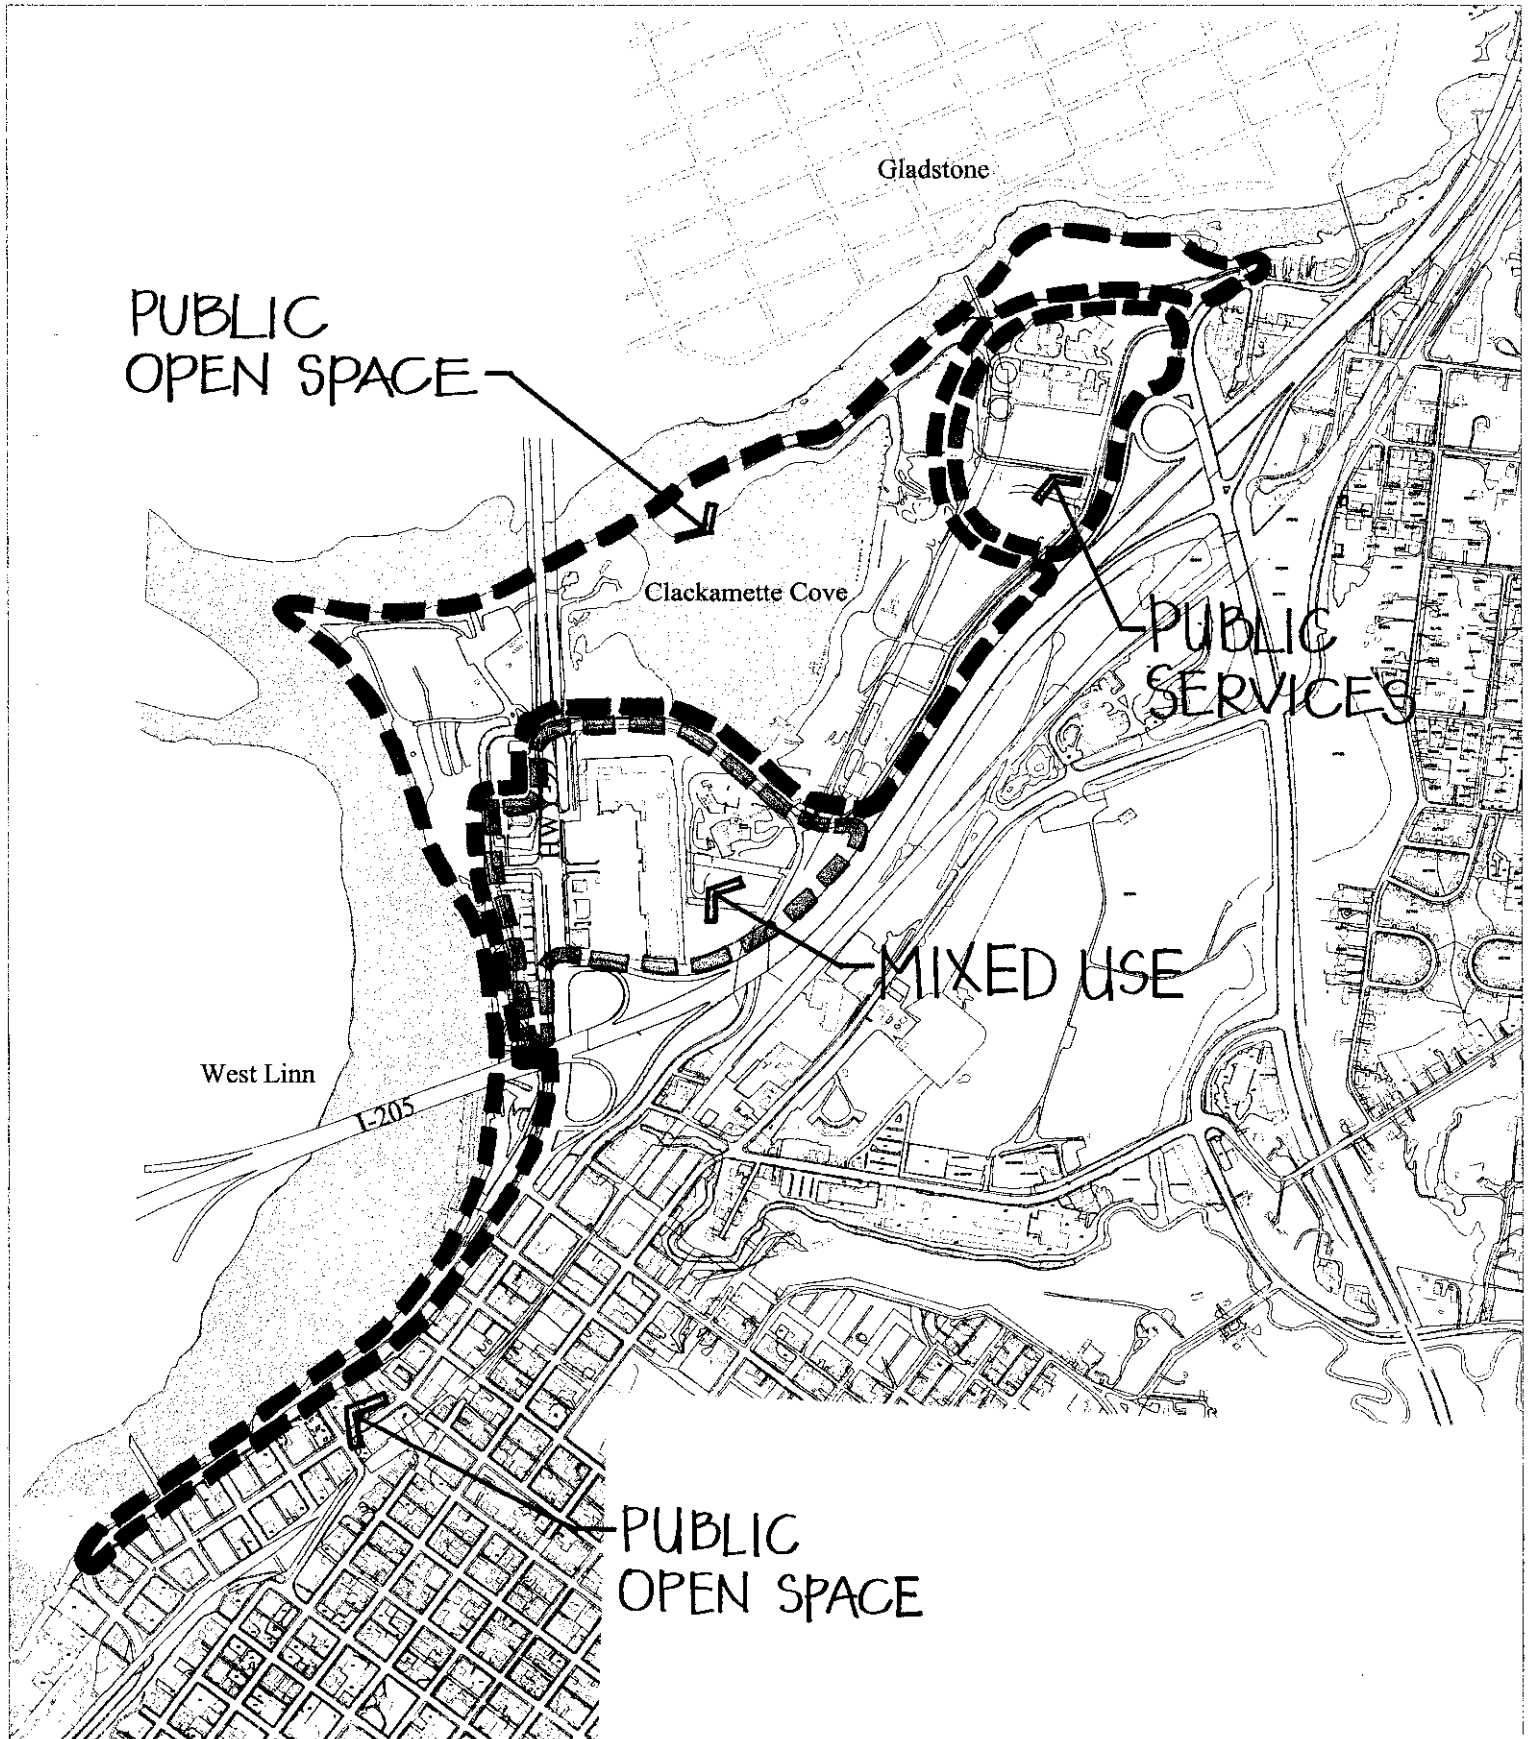 Gladstone
PUBLIC
OPEN SPACE
Clackamette Cove
PUBLIC
SERVICES
MIXED USE
West Linn
I-205
PUBLIC
OPEN SPACE